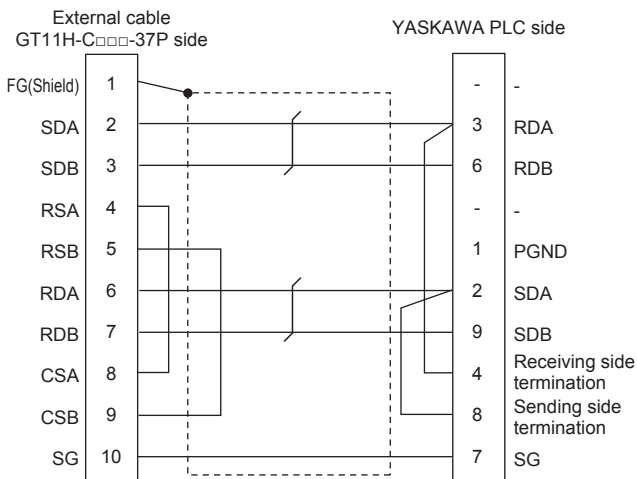 External cable
GT11H-C□□□-37P side
YASKAWA PLC side
FG(Shield) 1 - -
SDA 2 3 RDA
SDB 3 6 RDB
RSA 4 - -
RSB 5 1 PGND
RDA 6 2 SDA
RDB 7 9 SDB
CSA 8 4 Receiving side
termination
CSB 9 8 Sending side
termination
SG 10 7 SG